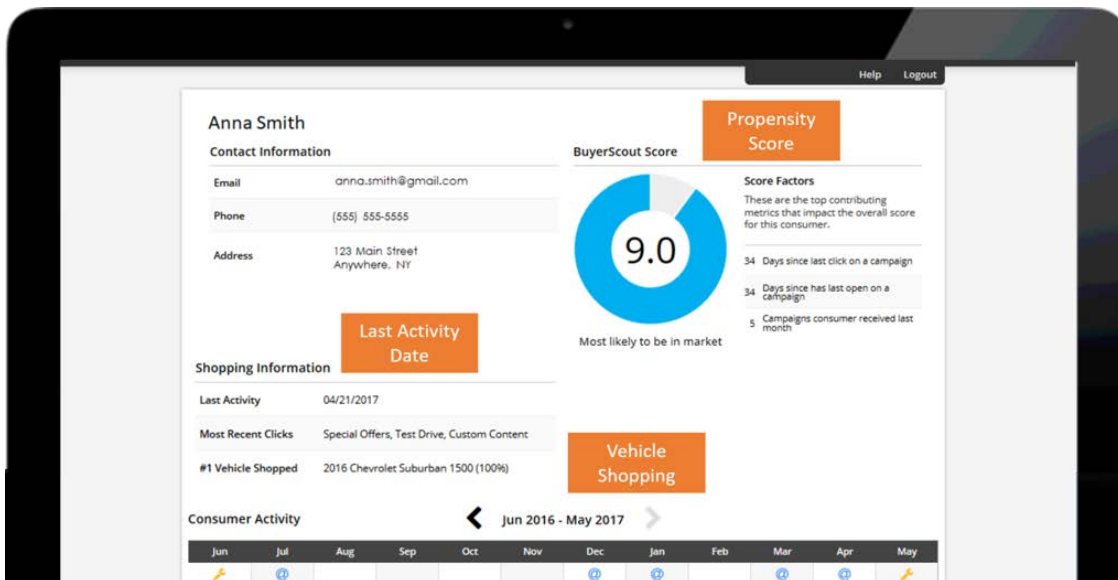 Help Logout
Anna Smith
Propensity
Score
Contact Information
BuyerScout Score
Email anna.smith@gmail.com
Phone (555) 555-5555
Address 123 Main Street
Anywhere, NY
9.0
Most likely to be in market
Score Factors
These are the top contributing
metrics that impact the overall score
for this consumer.
34 Days since last click on a campaign
34 Days since has last open on a
campaign
5 Campaigns consumer received last
month
Last Activity
Date
Shopping Information
Last Activity 04/21/2017
Most Recent Clicks Special Offers, Test Drive, Custom Content
#1 Vehicle Shopped 2016 Chevrolet Suburban 1500 (100%)
Vehicle
Shopping
Consumer Activity
Jun 2016 - May 2017
Jun Jul Aug Sep Oct Nov Dec Jan Feb Mar Apr May
@ @ @ @ @